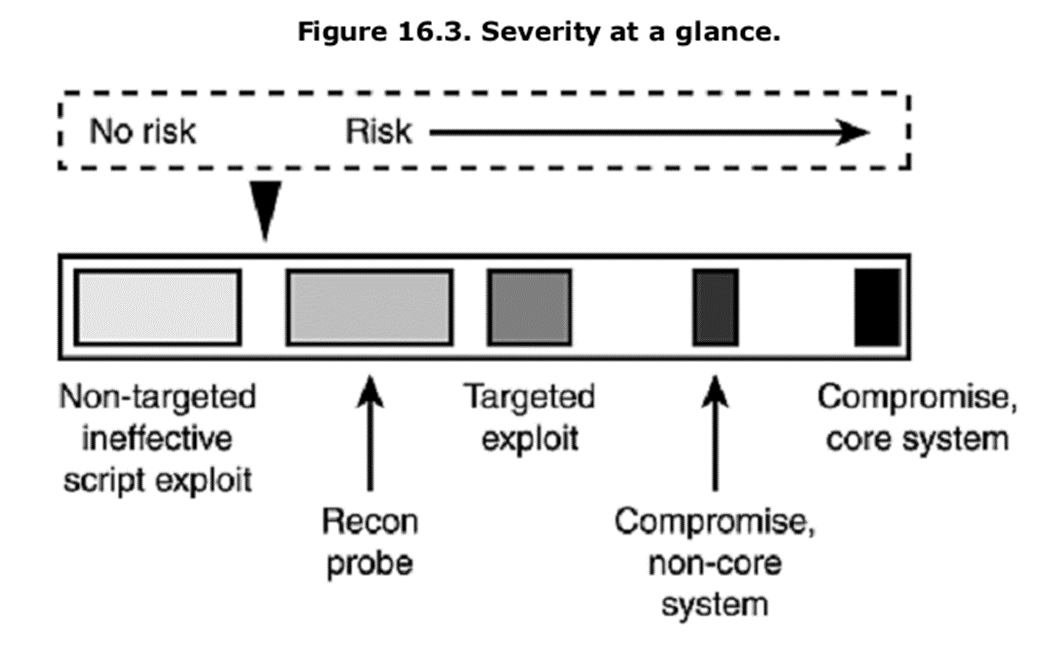 Figure 16.3. Severity at a glance.
No risk
Risk
Non-targeted
ineffective
script exploit
Recon
probe
Targeted
exploit
Compromise,
non-core
system
Compromise,
core system